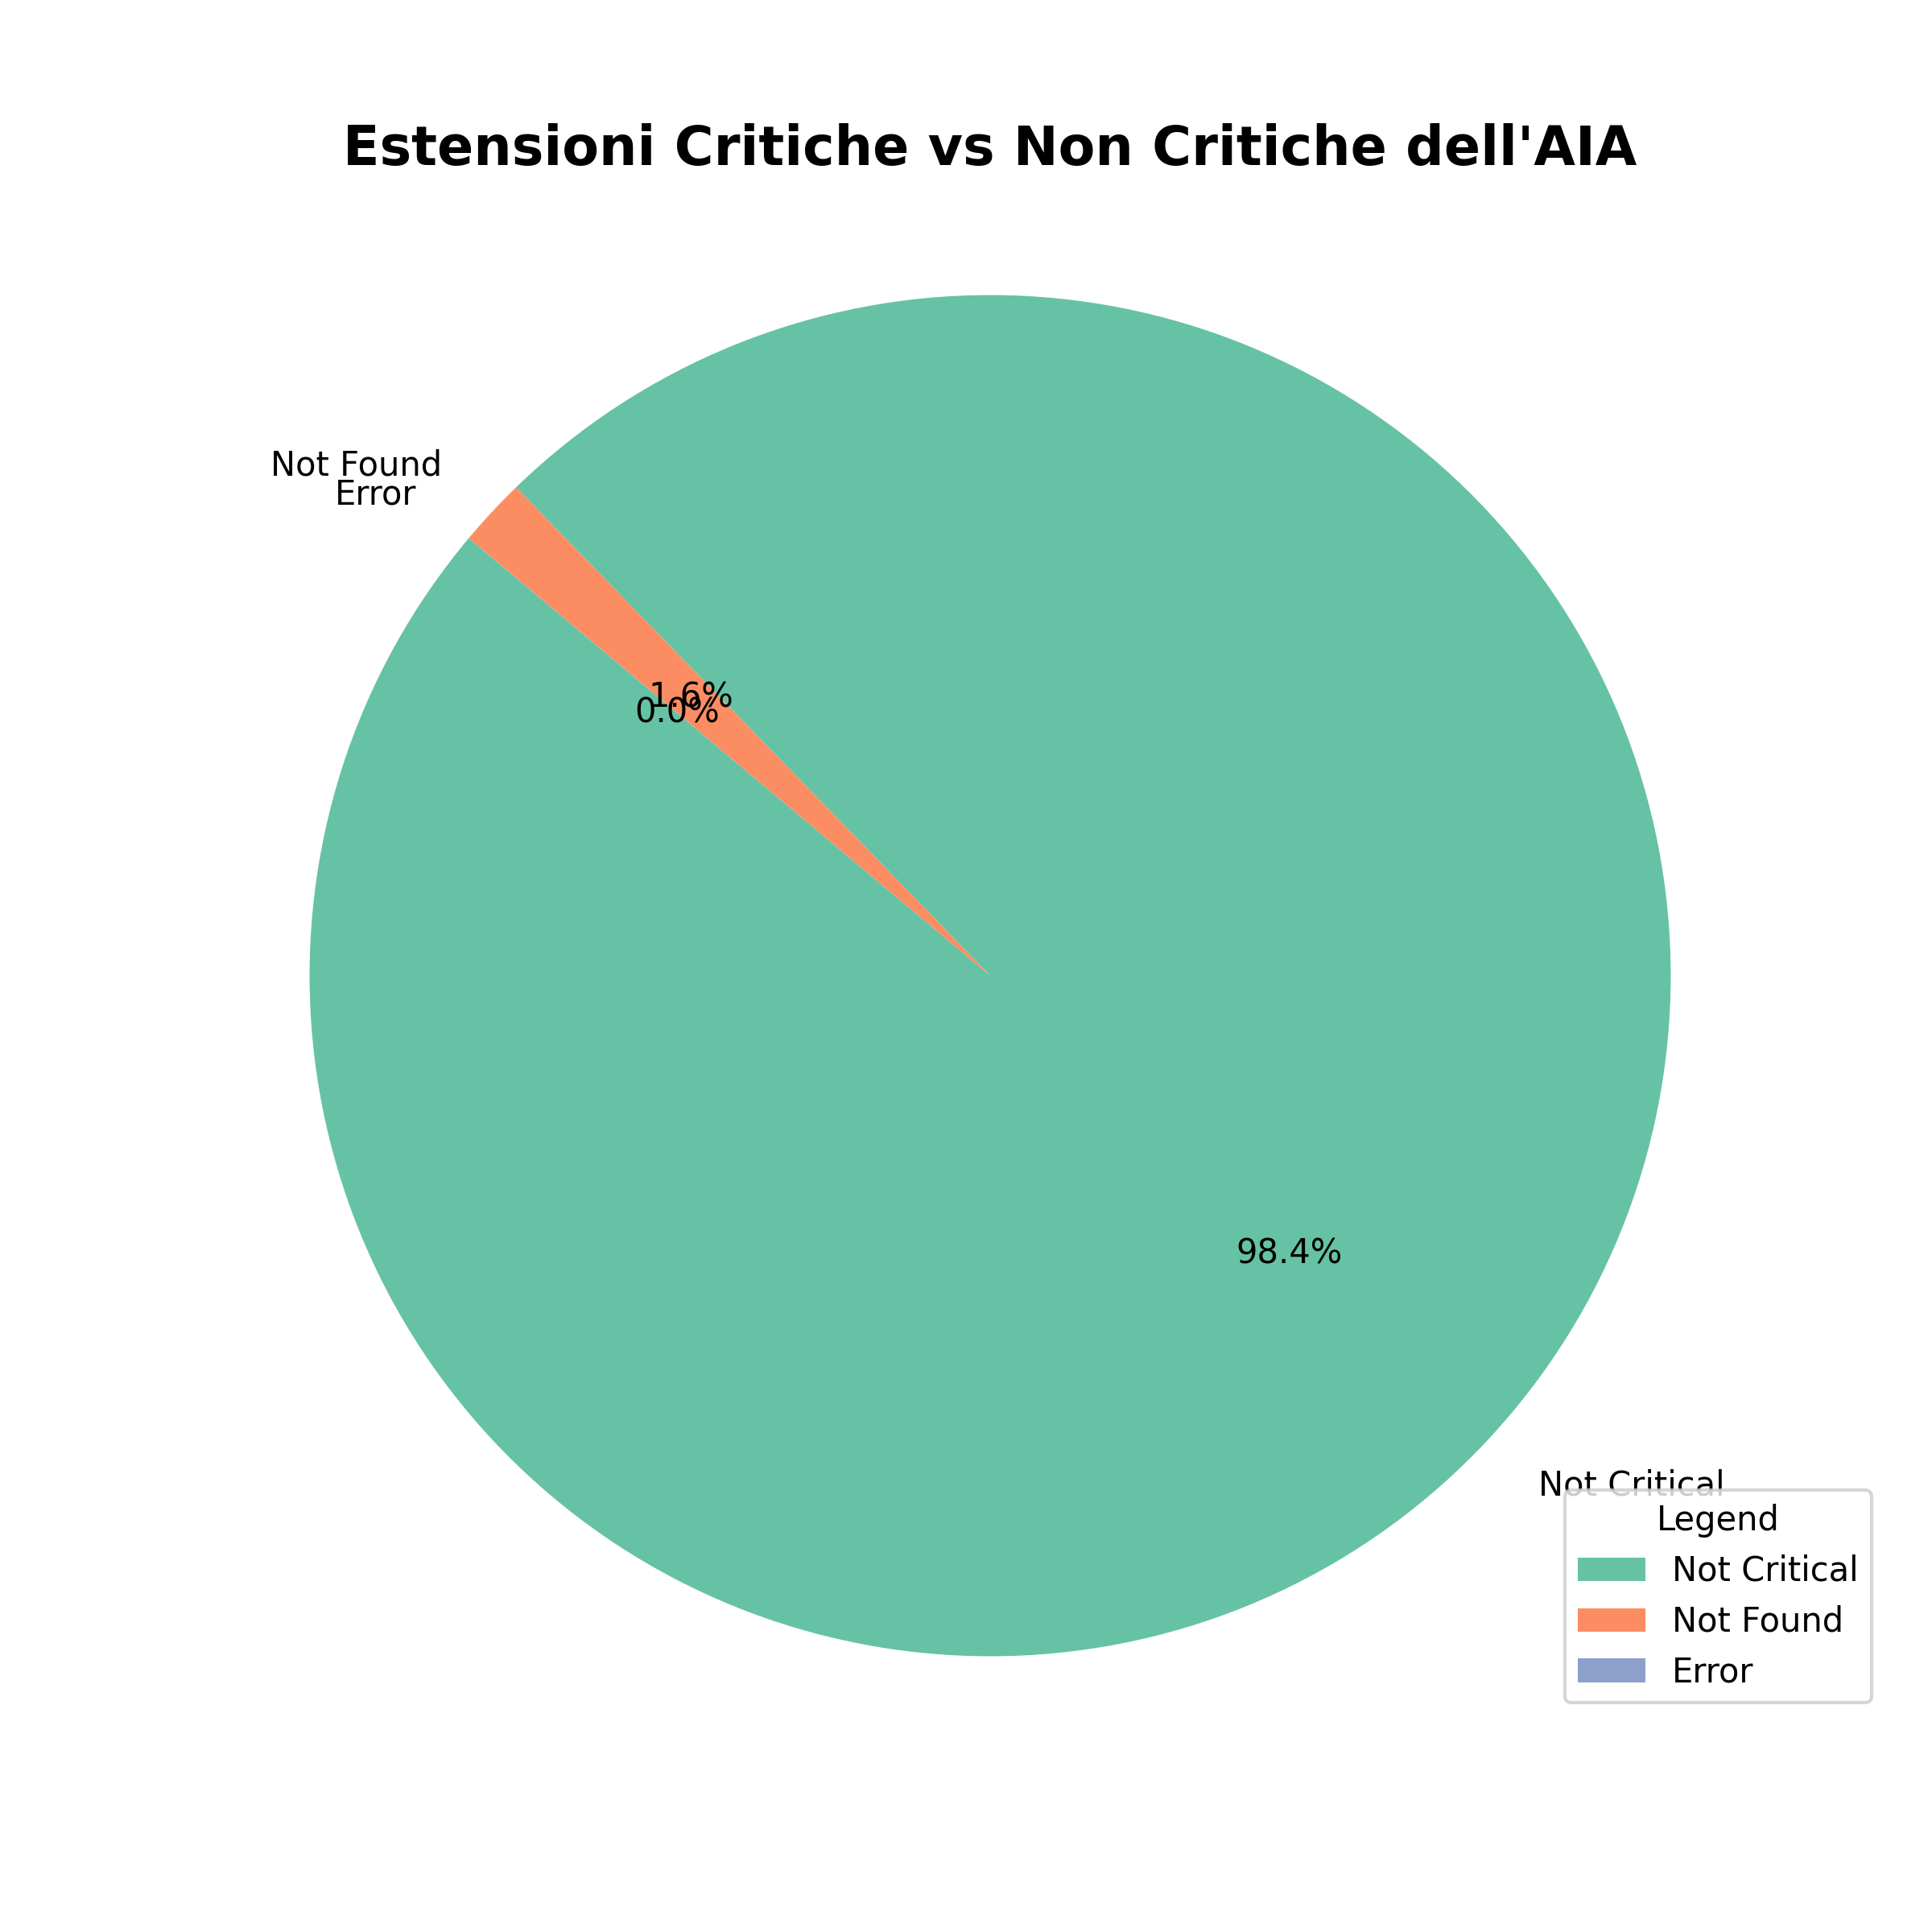 Estensioni Critiche vs Non Critiche dell'AIA
Not Found
Error
1.6%
0.0%
98.4%
Not Critical
Legend
Not Critical
Not Found
Error